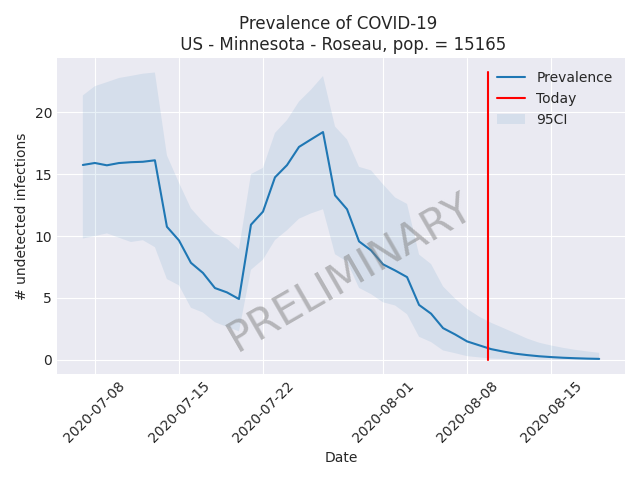 Prevalence of COVID-19
US - Minnesota - Roseau, pop. = 15165
# undetected infections
20
15
10
5
0
Prevalence
Today
95CI
PRELIMINARY
2020-07-08
2020-07-15
2020-07-22
2020-08-01
2020-08-08
2020-08-15
Date